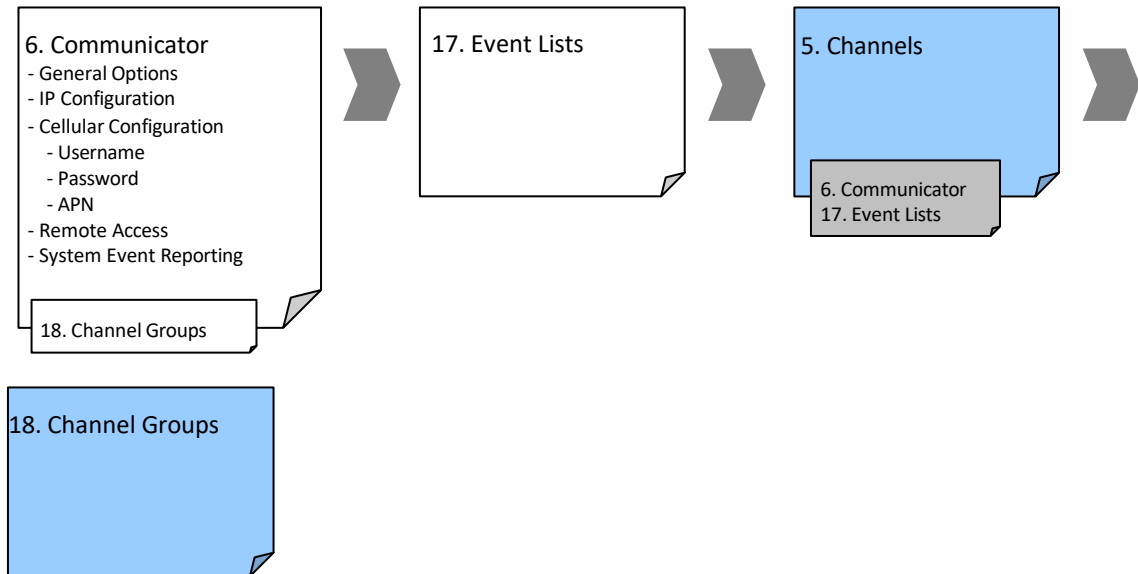 6. Communicator
- General Options
- IP Configuration
- Cellular Configuration
- Username
- Password
- APN
- Remote Access
- System Event Reporting
18. Channel Groups
17. Event Lists
5. Channels
6. Communicator
17. Event Lists
18. Channel Groups